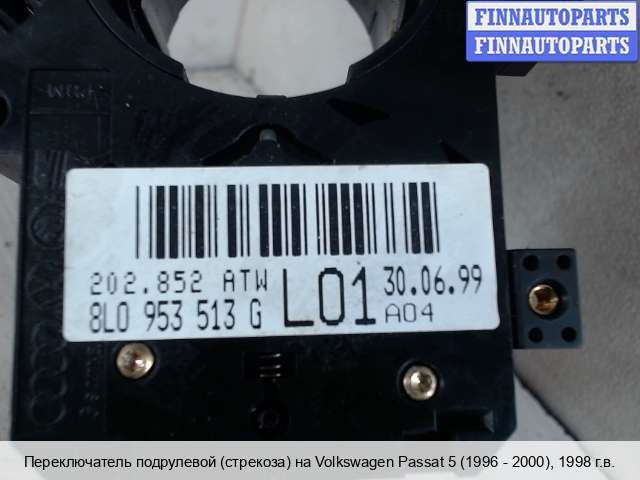 FINNAUTOPARTS
FINNAUTOPARTS
202.852 ATW
8L0 953 513 G
L01
30.06.99
A04
Переключатель подрулевой (стрекоза) на Volkswagen Passat 5 (1996 - 2000), 1998 г.в.